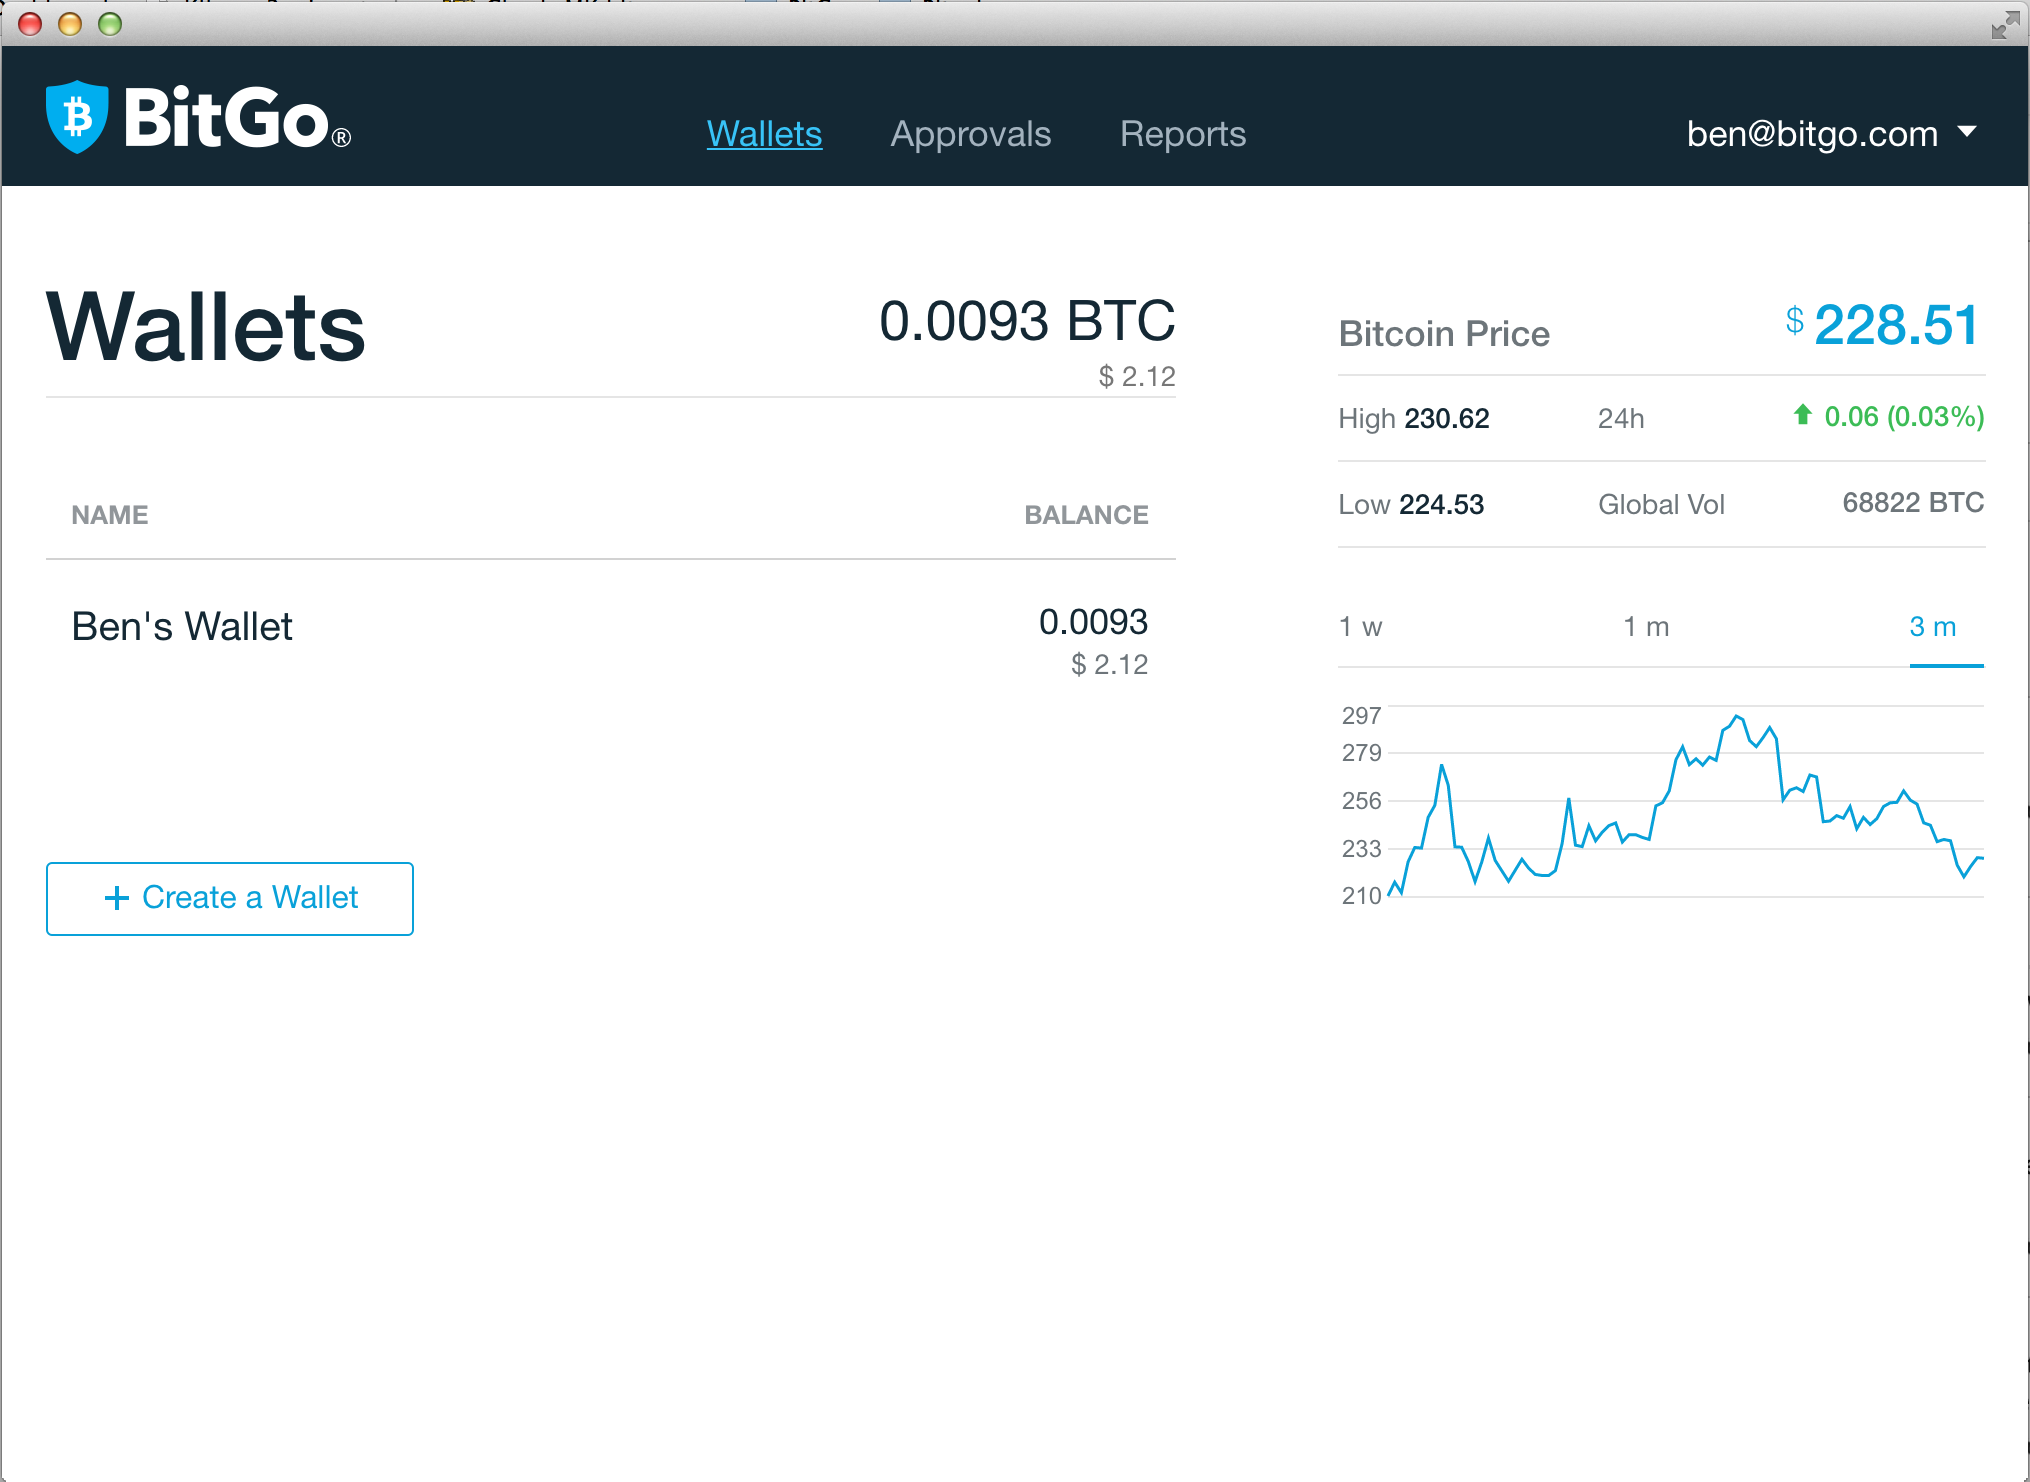 BitGo®
Wallets Approvals Reports
ben@bitgo.com
Wallets
0.0093 BTC
$ 2.12
NAME BALANCE
Ben's Wallet 0.0093
$ 2.12
+ Create a Wallet
Bitcoin Price $ 228.51
High 230.62 24h 0.06 (0.03%)
Low 224.53 Global Vol 68822 BTC
1 w 1 m 3 m
297
279
256
233
210